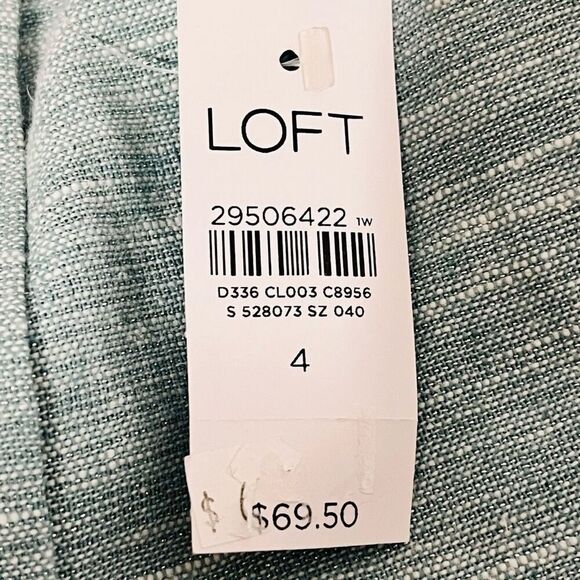 LOFT
29506422 1W
D336 CL003 C8956
S 528073 SZ 040
4
$ $69.50